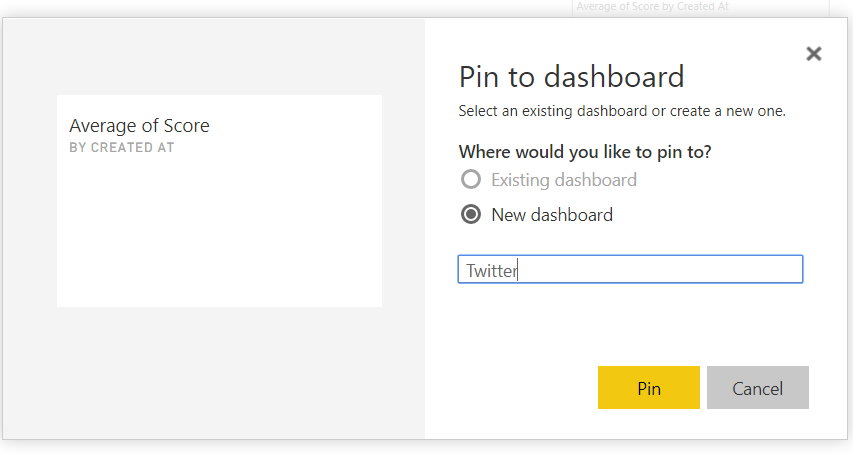 Average of Score by Created At
Average of Score
BY CREATED AT
Pin to dashboard
Select an existing dashboard or create a new one.
Where would you like to pin to?
Existing dashboard
New dashboard
Twitter
Pin
Cancel